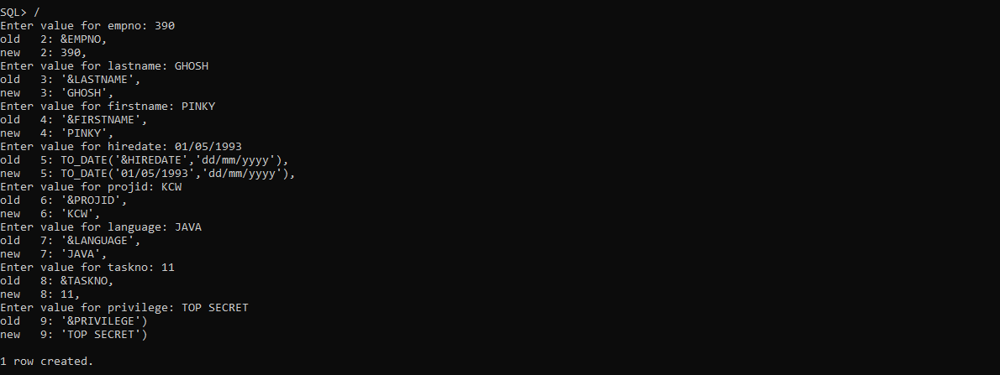 SQL> /
Enter value for empno: 390
old   2: &EMPNO,
new   2: 390,
Enter value for lastname: GHOSH
old   3: '&LASTNAME',
new   3: 'GHOSH',
Enter value for firstname: PINKY
old   4: '&FIRSTNAME',
new   4: 'PINKY',
Enter value for hiredate: 01/05/1993
old   5: TO_DATE('&HIREDATE','dd/mm/yyyy'),
new   5: TO_DATE('01/05/1993','dd/mm/yyyy'),
Enter value for projid: KCW
old   6: '&PROJID',
new   6: 'KCW',
Enter value for language: JAVA
old   7: '&LANGUAGE',
new   7: 'JAVA',
Enter value for taskno: 11
old   8: &TASKNO,
new   8: 11,
Enter value for privilege: TOP SECRET
old   9: '&PRIVILEGE')
new   9: 'TOP SECRET')
1 row created.